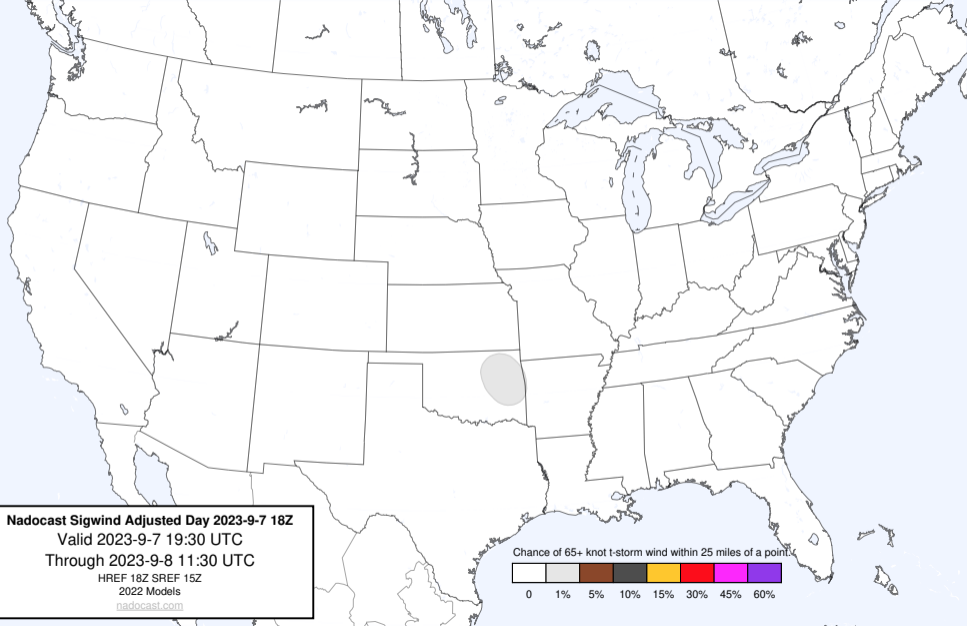 Nadocast Sigwind Adjusted Day 2023-9-7 18Z
Valid 2023-9-7 19:30 UTC
Through 2023-9-8 11:30 UTC
HREF 18Z SREF 15Z
2022 Models
nadocast.com
Chance of 65+ knot t-storm wind within 25 miles of a point.
0 1% 5% 10% 15% 30% 45% 60%